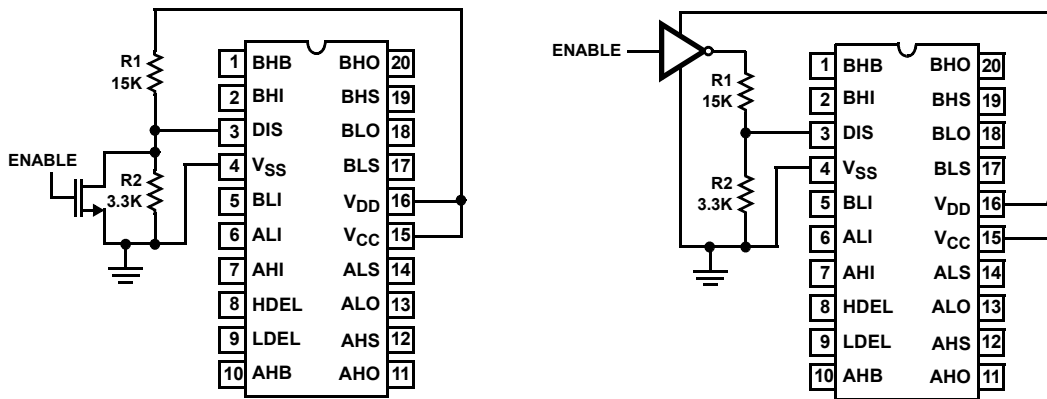 R1
15K
ENABLE
R2
3.3K
1 BHB BHO 20
2 BHI BHS 19
3 DIS BLO 18
4 VSS BLS 17
5 BLI VDD 16
6 ALI VCC 15
7 AHI ALS 14
8 HDEL ALO 13
9 LDEL AHS 12
10 AHB AHO 11
ENABLE
R1
15K
R2
3.3K
1 BHB BHO 20
2 BHI BHS 19
3 DIS BLO 18
4 VSS BLS 17
5 BLI VDD 16
6 ALI VCC 15
7 AHI ALS 14
8 HDEL ALO 13
9 LDEL AHS 12
10 AHB AHO 11